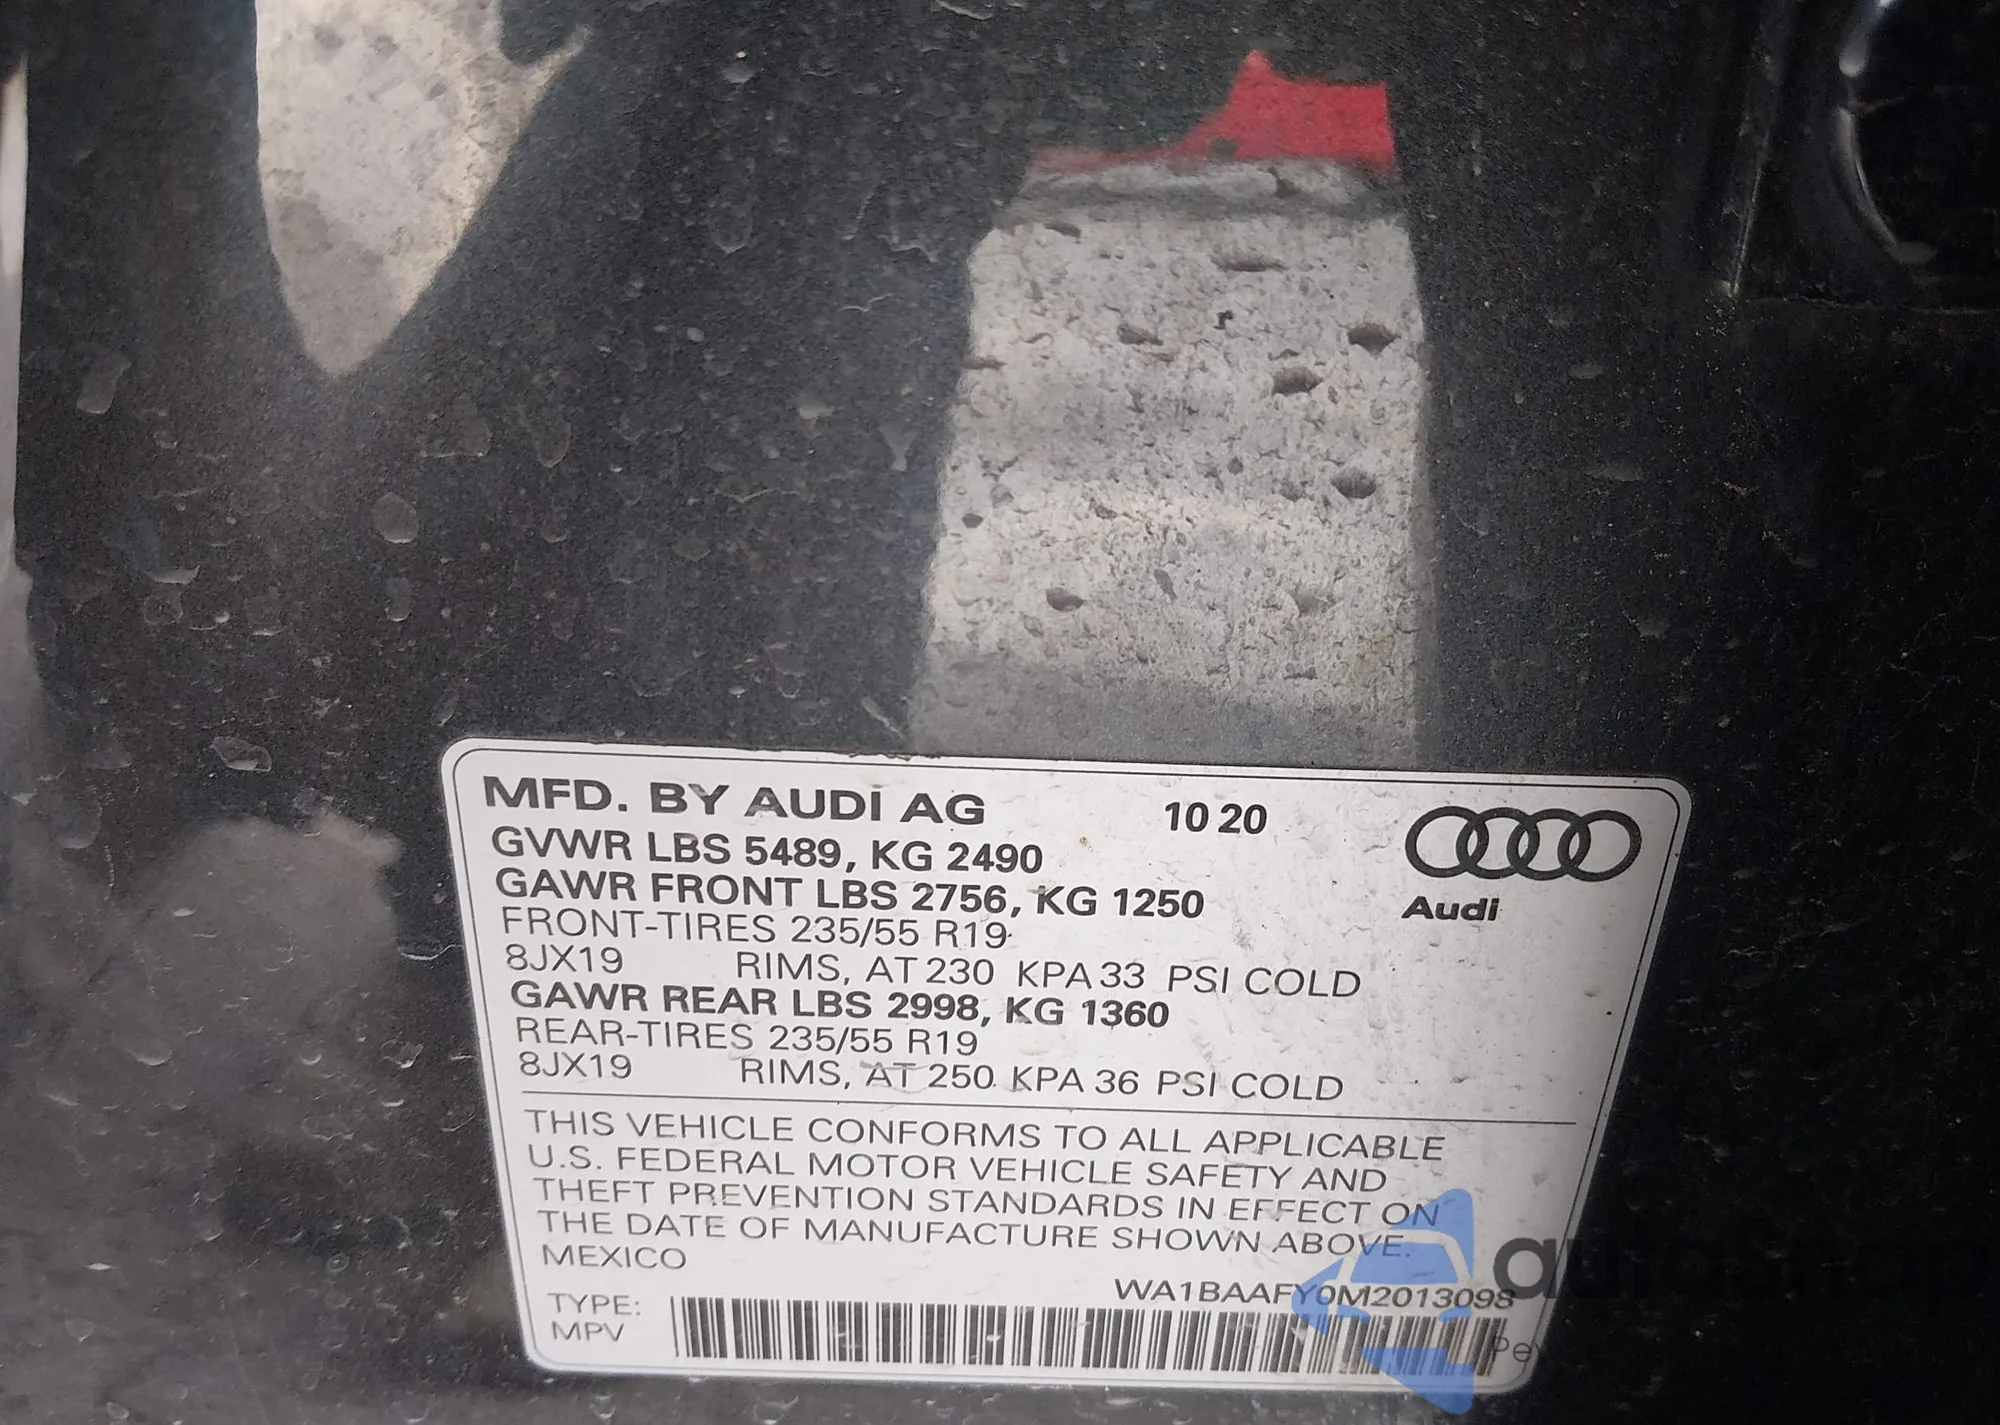 MFD. BY AUDI AG 10 20
GVWR LBS 5489, KG 2490
GAWR FRONT LBS 2756, KG 1250
Audi
FRONT-TIRES 235/55 R19
8JX19 RIMS, AT 230 KPA 33 PSI COLD
GAWR REAR LBS 2998, KG 1360
REAR-TIRES 235/55 R19
8JX19 RIMS, AT 250 KPA 36 PSI COLD
THIS VEHICLE CONFORMS TO ALL APPLICABLE
U.S. FEDERAL MOTOR VEHICLE SAFETY AND
THEFT PREVENTION STANDARDS IN EFFECT ON
THE DATE OF MANUFACTURE SHOWN ABOVE.
MEXICO
WA1BAAFY0M2013098
TYPE:
MPV